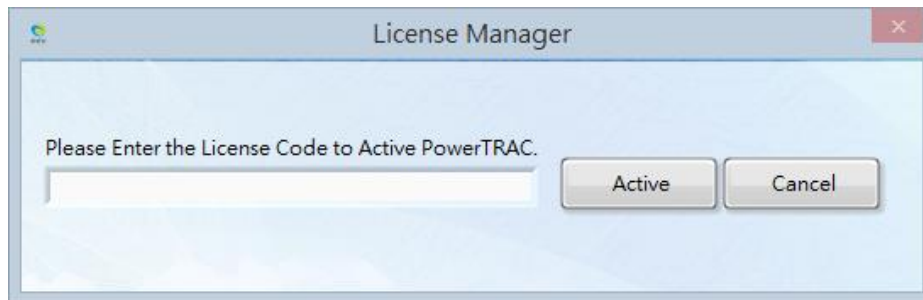 License Manager
Please Enter the License Code to Active PowerTRAC.
Active
Cancel